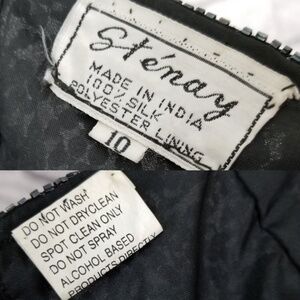 Sténay
MADE IN INDIA
100% SILK
POLYESTER LINING
10
DO NOT WASH
DO NOT DRYCLEAN
SPOT CLEAN ONLY
DO NOT SPRAY
ALCOHOL BASED
PRODUCTS DIRECTLY